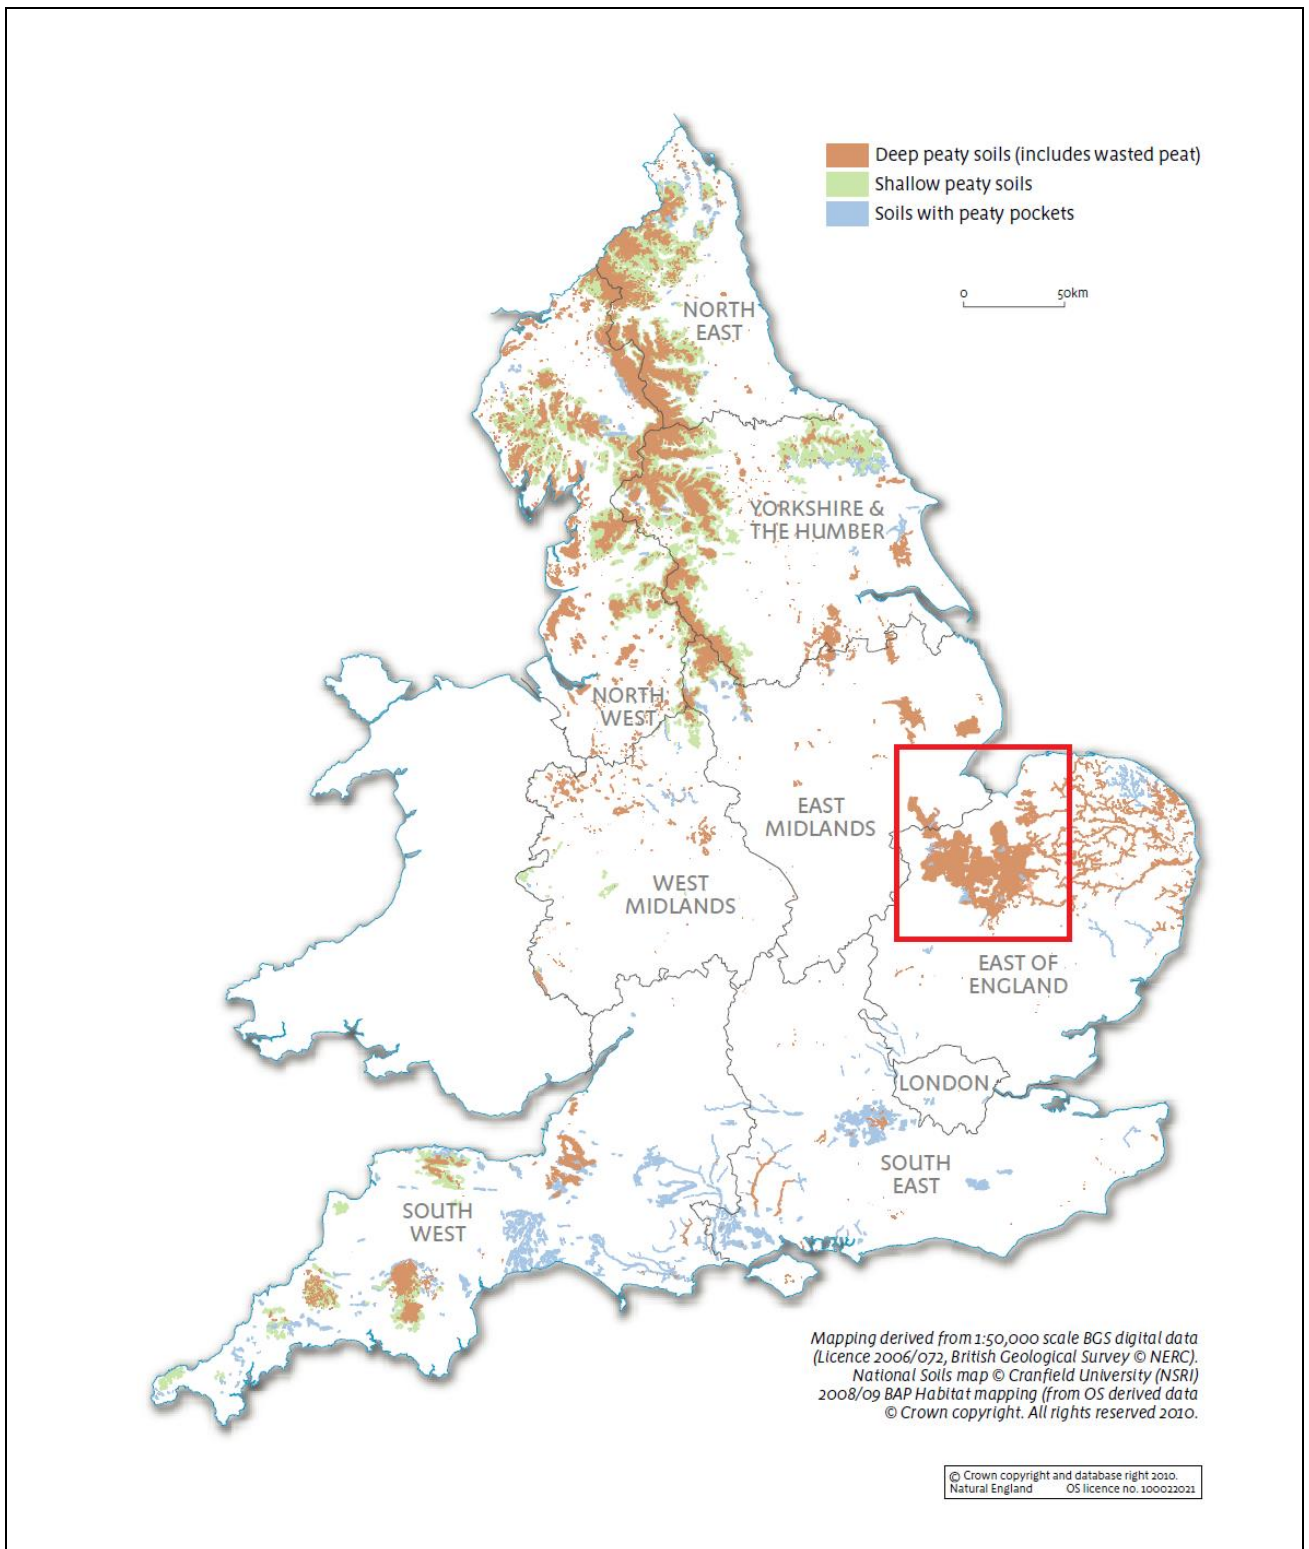 Deep peaty soils (includes wasted peat)
Shallow peaty soils
Soils with peaty pockets
0 50km
NORTH
EAST
YORKSHIRE &
THE HUMBER
NORTH
WEST
EAST
MIDLANDS
WEST
MIDLANDS
EAST OF
ENGLAND
LONDON
SOUTH
EAST
SOUTH
WEST
Mapping derived from 1:50,000 scale BGS digital data
(Licence 2006/072, British Geological Survey © NERC).
National Soils map © Cranfield University (NSRI)
2008/09 BAP Habitat mapping (from OS derived data
© Crown copyright. All rights reserved 2010.
© Crown copyright and database right 2010.
Natural England OS licence no. 100022021